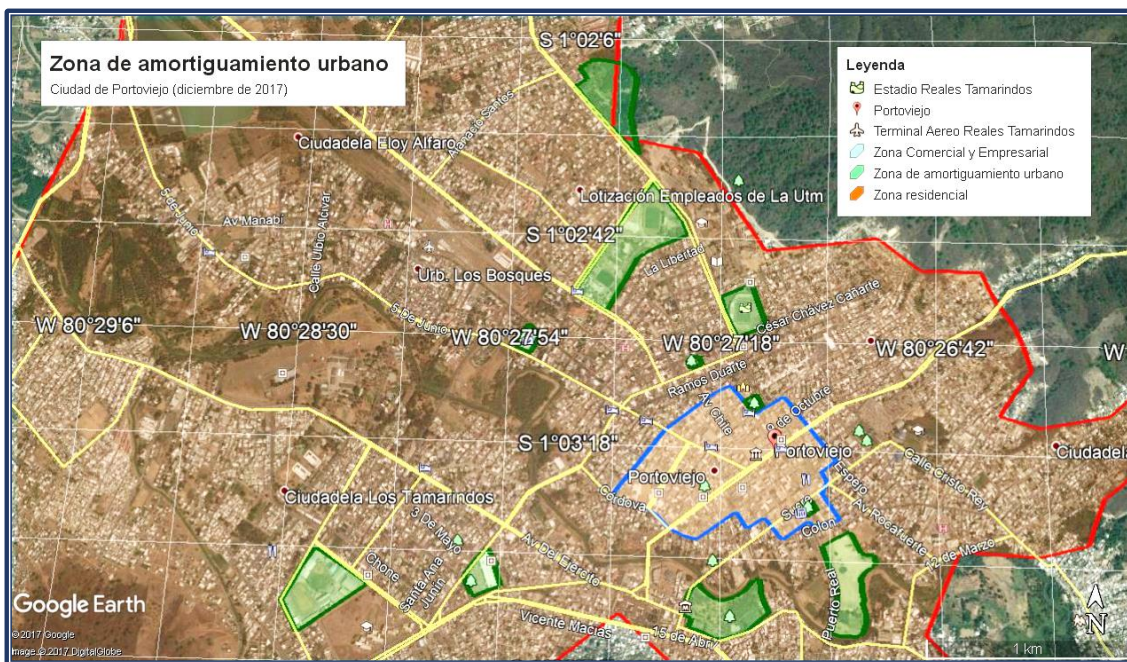 Zona de amortiguamiento urbano
Ciudad de Portoviejo (diciembre de 2017)
Leyenda
Estadio Reales Tamarindos
Portoviejo
Terminal Aereo Reales Tamarindos
Zona Comercial y Empresarial
Zona de amortiguamiento urbano
Zona residencial
S 1°02'6"
Atanacio Santos
Ciudadela Eloy Alfaro
Lotización Empleados de La Utm
5 de Junio
Av Manabi
Calle Ulbio Alcivar
S 1°02'42"
La Libertad
Urb. Los Bosques
5 De Junio
César Chávez Cañarte
W 80°29'6"
W 80°28'30"
W 80°27'54"
W 80°27'18"
W 80°26'42"
W
Ramos Duarte
Av Chile
9 de Octubre
S 1°03'18"
Portoviejo
Portoviejo
Ciudadela
Espejo
Calle Cristo Rey
Ciudadela Los Tamarindos
Cordova
Sucre
Colon
Av Rocafuerte
3 De Mayo
Av Del Ejercito
12 de Marzo
Chone
Santa Ana
Junin
Puerto Real
Vicente Macias
15 de Abril
Google Earth
© 2017 Google
Image © 2017 DigitalGlobe
N
1 km